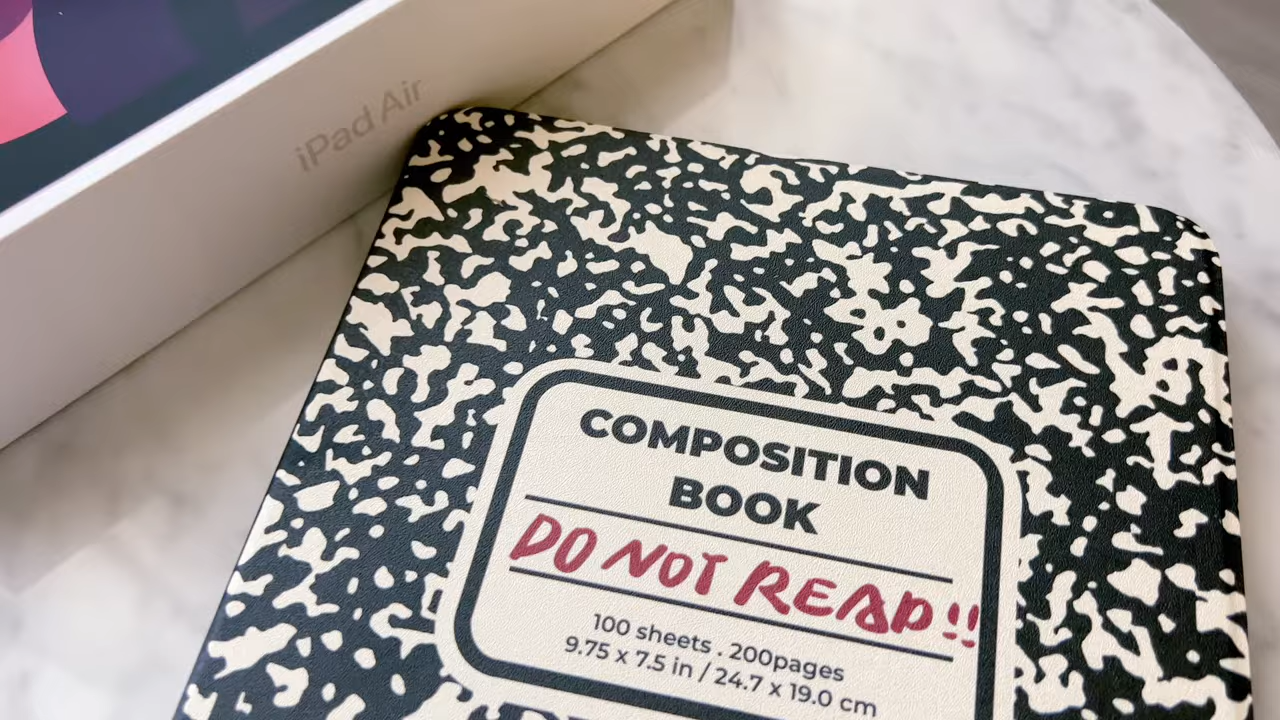 iPad Air
COMPOSITION
BOOK
DO NOT READ!!
100 sheets . 200pages
9.75 x 7.5 in / 24.7 x 19.0 cm